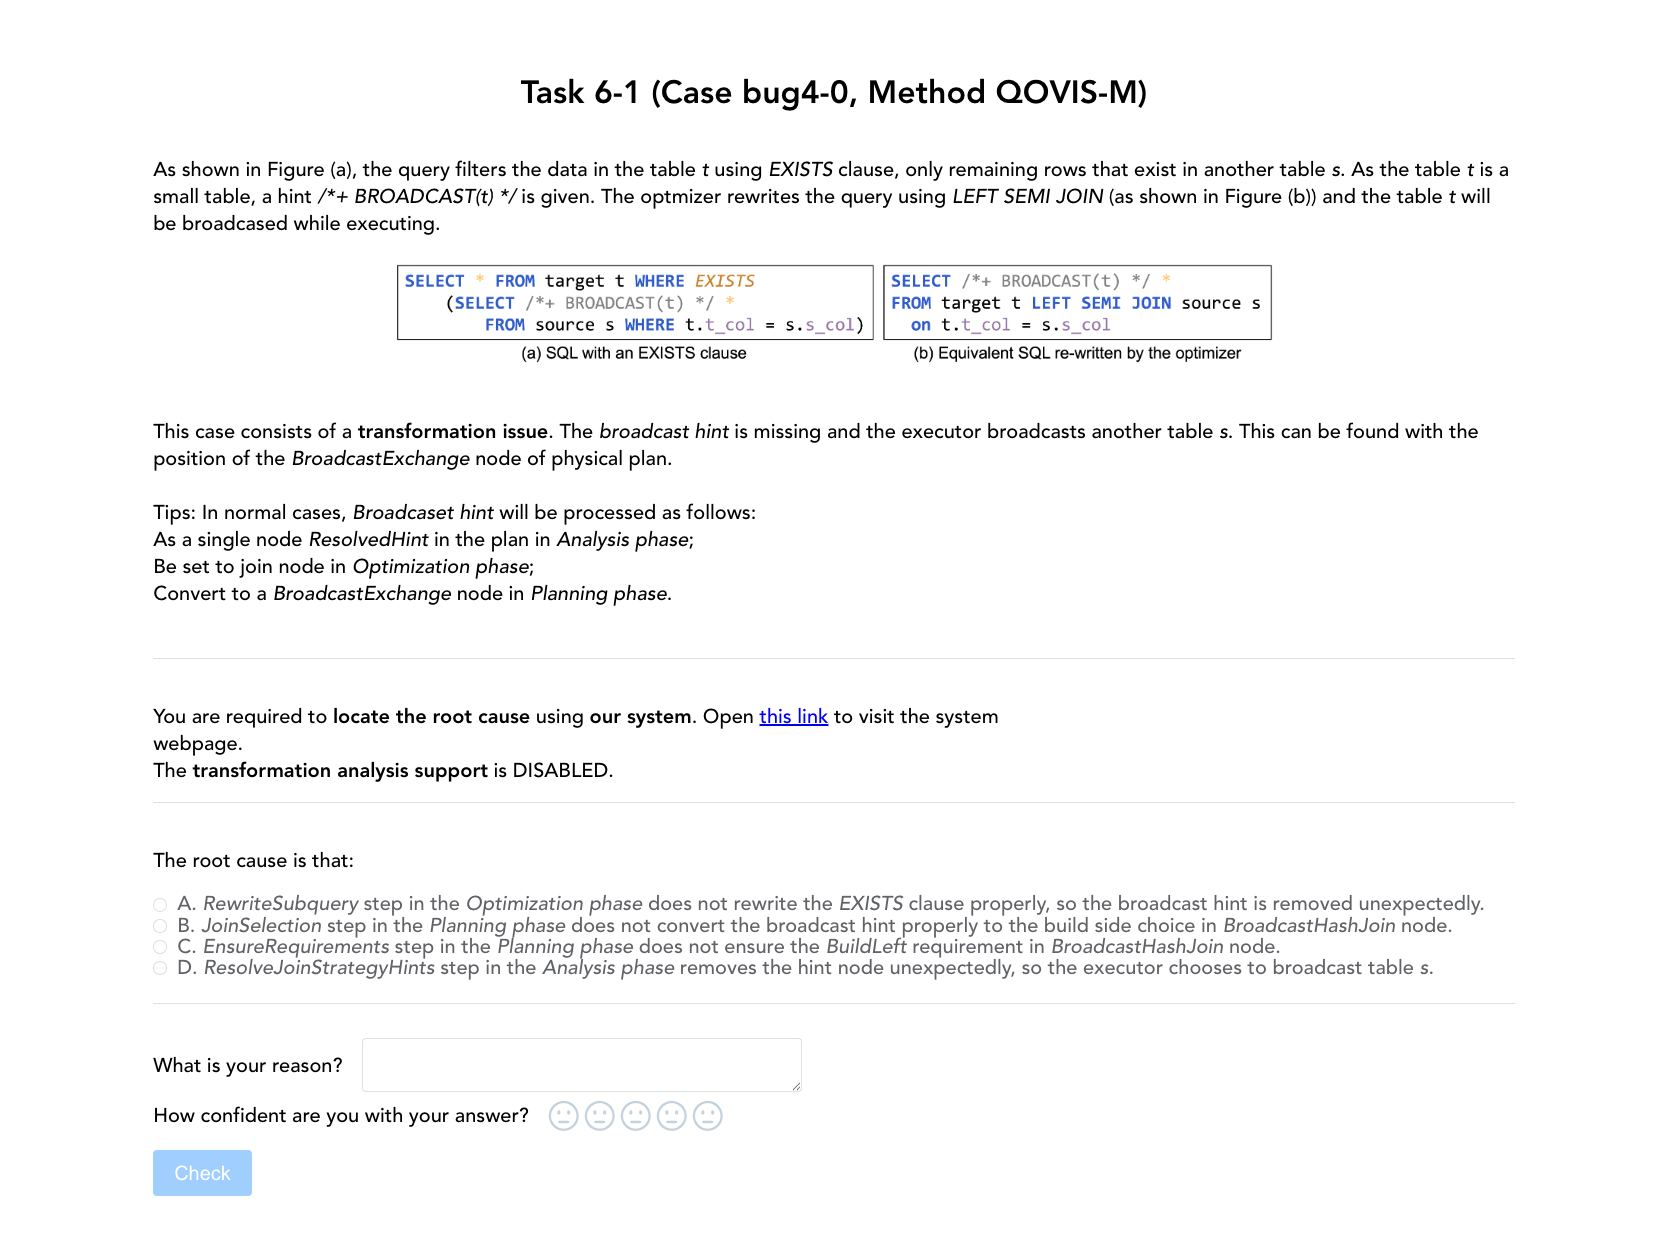 Task 6-1 (Case bug4-0, Method QOVIS-M)
As shown in Figure (a), the query filters the data in the table t using EXISTS clause, only remaining rows that exist in another table s. As the table t is a
small table, a hint /*+ BROADCAST(t) */ is given. The optmizer rewrites the query using LEFT SEMI JOIN (as shown in Figure (b)) and the table t will
be broadcased while executing.
SELECT * FROM target t WHERE EXISTS
(SELECT /*+ BROADCAST(t) */ *
FROM source s WHERE t.t_col = s.s_col)
(a) SQL with an EXISTS clause
SELECT /*+ BROADCAST(t) */ *
FROM target t LEFT SEMI JOIN source s
on t.t_col = s.s_col
(b) Equivalent SQL re-written by the optimizer
This case consists of a transformation issue. The broadcast hint is missing and the executor broadcasts another table s. This can be found with the
position of the BroadcastExchange node of physical plan.
Tips: In normal cases, Broadcaset hint will be processed as follows:
As a single node ResolvedHint in the plan in Analysis phase;
Be set to join node in Optimization phase;
Convert to a BroadcastExchange node in Planning phase.
You are required to locate the root cause using our system. Open this link to visit the system
webpage.
The transformation analysis support is DISABLED.
The root cause is that:
A. RewriteSubquery step in the Optimization phase does not rewrite the EXISTS clause properly, so the broadcast hint is removed unexpectedly.
B. JoinSelection step in the Planning phase does not convert the broadcast hint properly to the build side choice in BroadcastHashJoin node.
C. EnsureRequirements step in the Planning phase does not ensure the BuildLeft requirement in BroadcastHashJoin node.
D. ResolveJoinStrategyHints step in the Analysis phase removes the hint node unexpectedly, so the executor chooses to broadcast table s.
What is your reason?
How confident are you with your answer?
Check